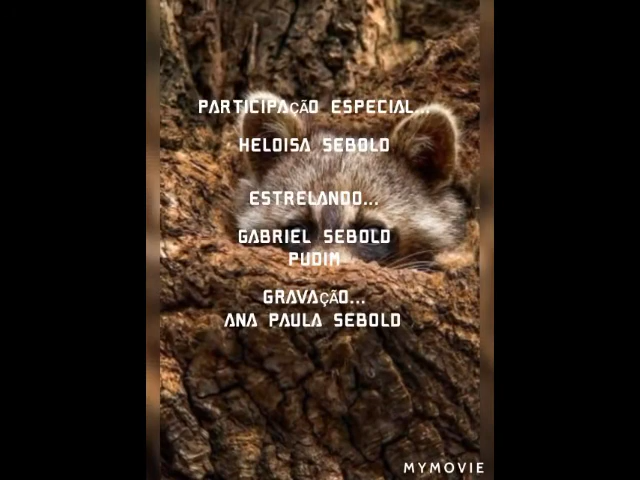 PARTICIPAÇÃO ESPECIAL...
HELOISA SEBOLD
ESTRELANDO...
GABRIEL SEBOLD
PUDIM
GRAVAÇÃO...
ANA PAULA SEBOLD
MYMOVIE